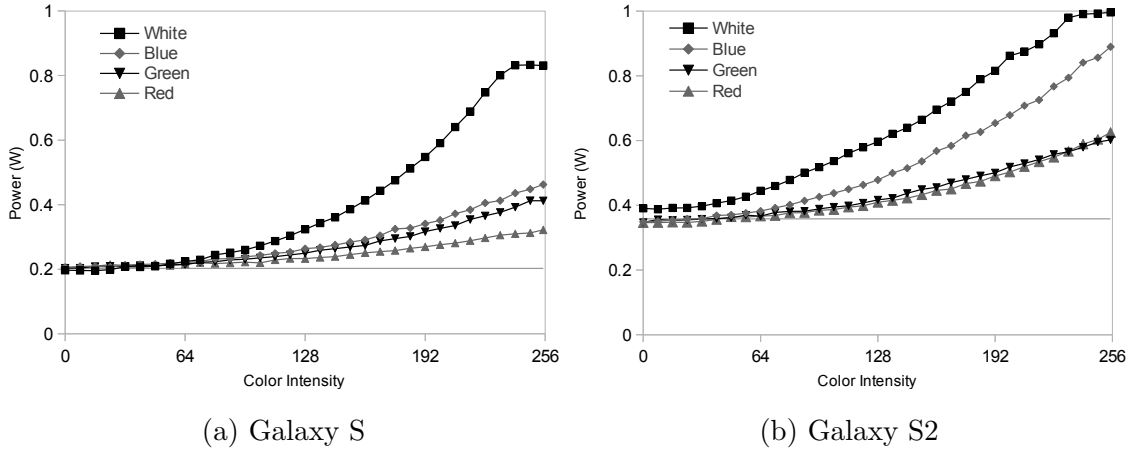 1
0.8
0.6
0.4
0.2
0
Power (W)
White
Blue
Green
Red
0 64 128 192 256
Color Intensity
(a) Galaxy S
1
0.8
0.6
0.4
0.2
0
Power (W)
White
Blue
Green
Red
0 64 128 192 256
Color Intensity
(b) Galaxy S2